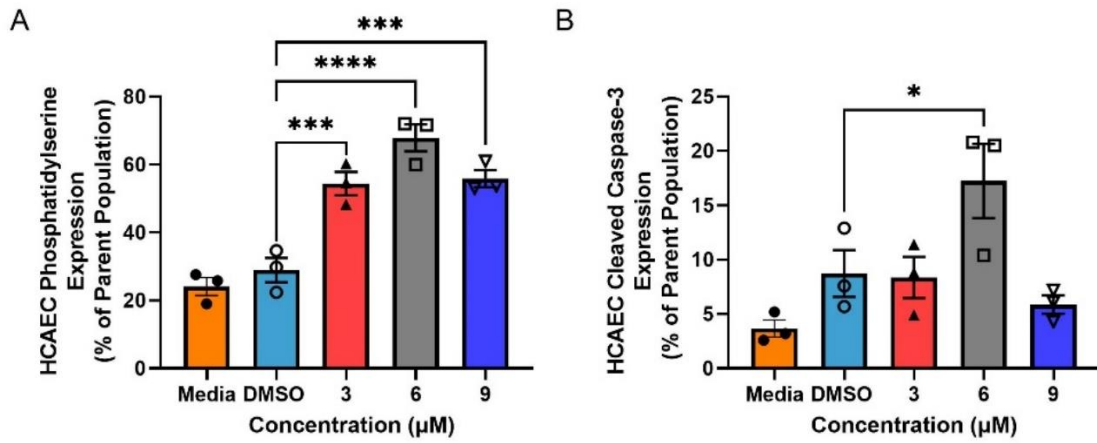 A
HCAEC Phosphatidylserine
Expression
(% of Parent Population)
80
60
40
20
0
***
****
***
Media DMSO 3 6 9
Concentration (µM)
B
HCAEC Cleaved Caspase-3
Expression
(% of Parent Population)
25
20
15
10
5
0
*
Media DMSO 3 6 9
Concentration (µM)